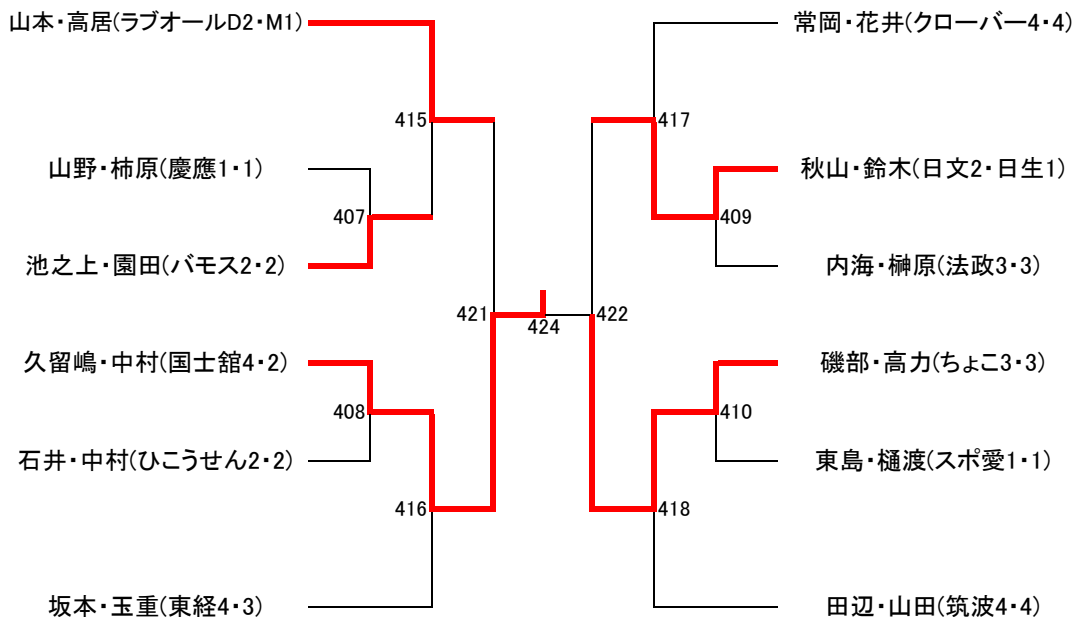 山本・高居(ラブオールD2・M1)
常岡・花井(クローバー4・4)
415
417
山野・柿原(慶應1・1)
秋山・鈴木(日文2・日生1)
407
409
池之上・園田(バモス2・2)
内海・榊原(法政3・3)
421
424
422
久留嶋・中村(国士舘4・2)
磯部・高力(ちょこ3・3)
408
410
石井・中村(ひこうせん2・2)
東島・樋渡(スポ愛1・1)
416
418
坂本・玉重(東経4・3)
田辺・山田(筑波4・4)